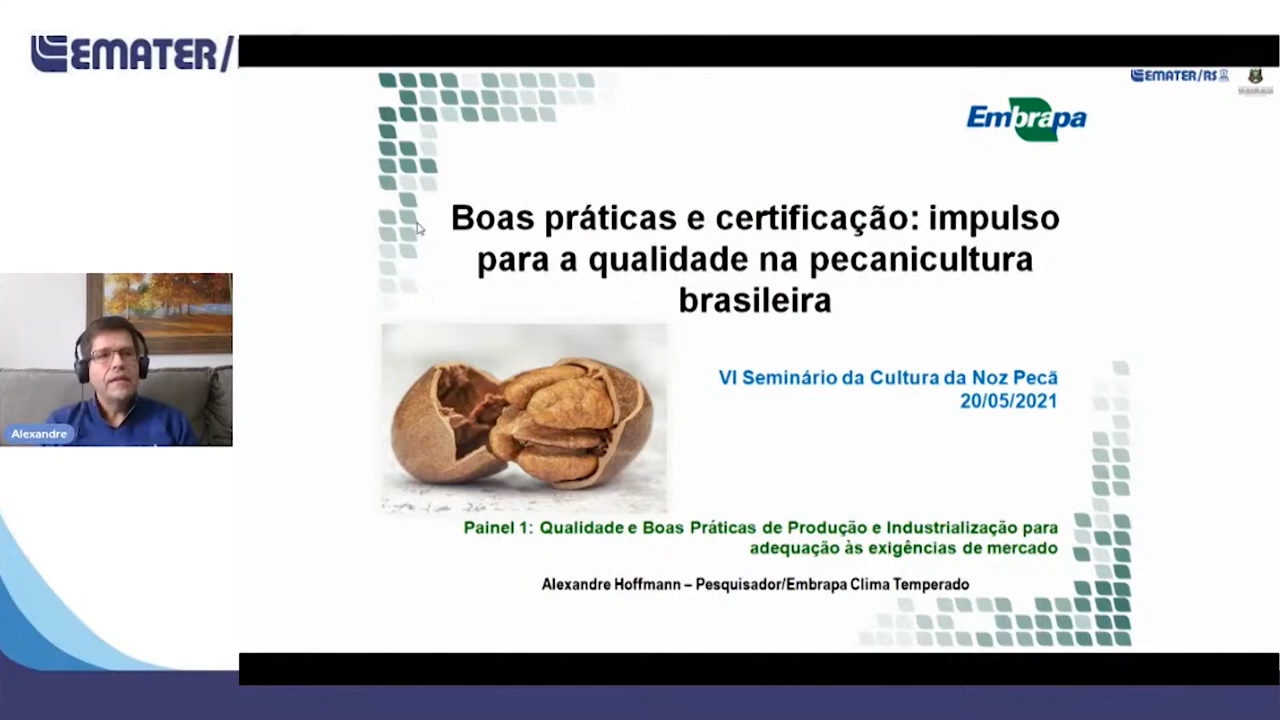 EMATER/
EMATER/RS
Embrapa
Boas práticas e certificação: impulso
para a qualidade na pecanicultura
brasileira
VI Seminário da Cultura da Noz Pecã
20/05/2021
Alexandre
Painel 1: Qualidade e Boas Práticas de Produção e Industrialização para
adequação às exigências de mercado
Alexandre Hoffmann – Pesquisador/Embrapa Clima Temperado